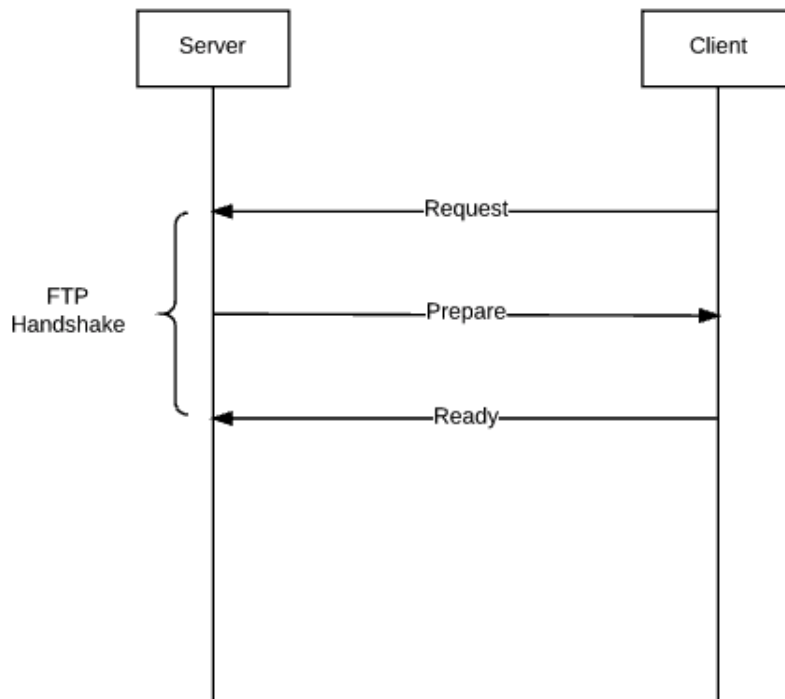 Server
Client
Request
FTP
Handshake
Prepare
Ready